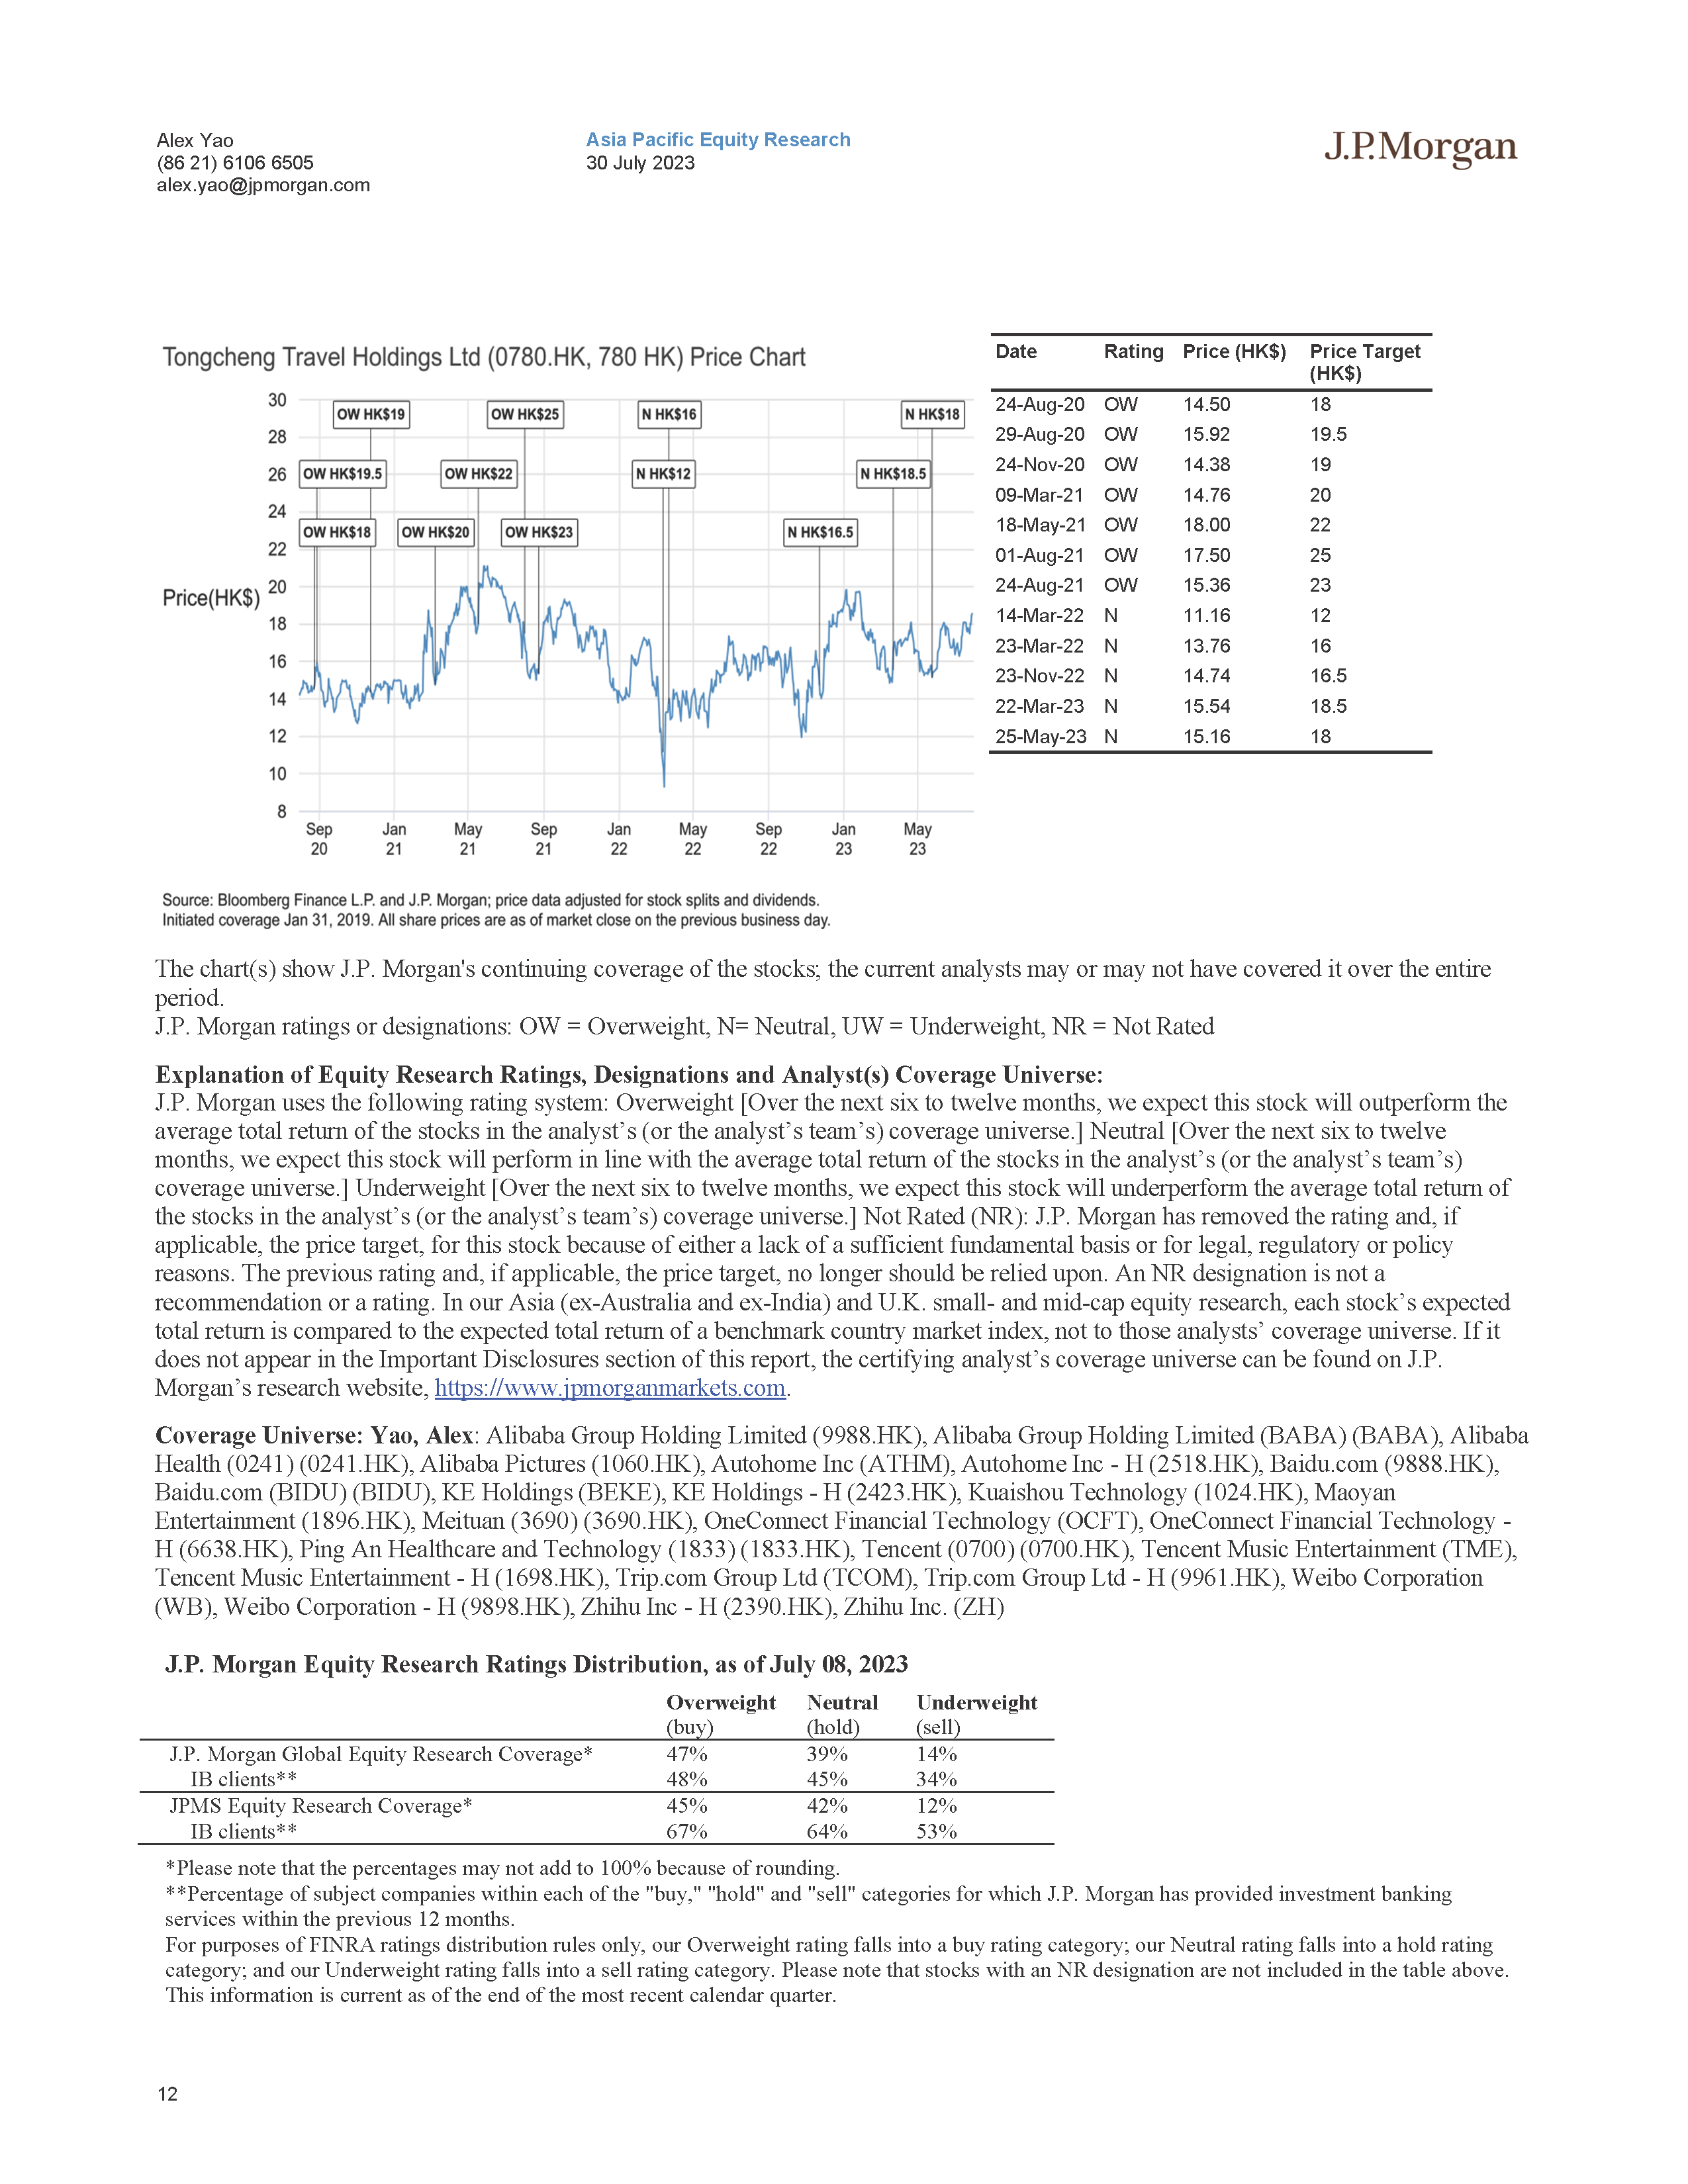 Alex Yao
(86 21) 6106 6505
alex.yao@jpmorgan.com
Asia Pacific Equity Research
30 July 2023
J.P.Morgan
Tongcheng Travel Holdings Ltd (0780.HK, 780 HK) Price Chart
Price(HK$)
30
28
26
24
22
20
18
16
14
12
10
8
OW HK$19
OW HK$25
N HK$16
N HK$18
OW HK$19.5
OW HK$22
N HK$12
N HK$18.5
OW HK$18
OW HK$20
OW HK$23
N HK$16.5
Sep Jan May Sep Jan May Sep Jan May
20 21 21 21 22 22 22 23 23
Source: Bloomberg Finance L.P. and J.P. Morgan; price data adjusted for stock splits and dividends.
Initiated coverage Jan 31, 2019. All share prices are as of market close on the previous business day.
Date Rating Price (HK$) Price Target
(HK$)
24-Aug-20 OW 14.50 18
29-Aug-20 OW 15.92 19.5
24-Nov-20 OW 14.38 19
09-Mar-21 OW 14.76 20
18-May-21 OW 18.00 22
01-Aug-21 OW 17.50 25
24-Aug-21 OW 15.36 23
14-Mar-22 N 11.16 12
23-Mar-22 N 13.76 16
23-Nov-22 N 14.74 16.5
22-Mar-23 N 15.54 18.5
25-May-23 N 15.16 18
The chart(s) show J.P. Morgan's continuing coverage of the stocks; the current analysts may or may not have covered it over the entire
period.
J.P. Morgan ratings or designations: OW = Overweight, N= Neutral, UW = Underweight, NR = Not Rated
Explanation of Equity Research Ratings, Designations and Analyst(s) Coverage Universe:
J.P. Morgan uses the following rating system: Overweight [Over the next six to twelve months, we expect this stock will outperform the
average total return of the stocks in the analyst’s (or the analyst’s team’s) coverage universe.] Neutral [Over the next six to twelve
months, we expect this stock will perform in line with the average total return of the stocks in the analyst’s (or the analyst’s team’s)
coverage universe.] Underweight [Over the next six to twelve months, we expect this stock will underperform the average total return of
the stocks in the analyst’s (or the analyst’s team’s) coverage universe.] Not Rated (NR): J.P. Morgan has removed the rating and, if
applicable, the price target, for this stock because of either a lack of a sufficient fundamental basis or for legal, regulatory or policy
reasons. The previous rating and, if applicable, the price target, no longer should be relied upon. An NR designation is not a
recommendation or a rating. In our Asia (ex-Australia and ex-India) and U.K. small- and mid-cap equity research, each stock’s expected
total return is compared to the expected total return of a benchmark country market index, not to those analysts’ coverage universe. If it
does not appear in the Important Disclosures section of this report, the certifying analyst’s coverage universe can be found on J.P.
Morgan’s research website, https://www.jpmorganmarkets.com.
Coverage Universe: Yao, Alex: Alibaba Group Holding Limited (9988.HK), Alibaba Group Holding Limited (BABA) (BABA), Alibaba
Health (0241) (0241.HK), Alibaba Pictures (1060.HK), Autohome Inc (ATHM), Autohome Inc - H (2518.HK), Baidu.com (9888.HK),
Baidu.com (BIDU) (BIDU), KE Holdings (BEKE), KE Holdings - H (2423.HK), Kuaishou Technology (1024.HK), Maoyan
Entertainment (1896.HK), Meituan (3690) (3690.HK), OneConnect Financial Technology (OCFT), OneConnect Financial Technology -
H (6638.HK), Ping An Healthcare and Technology (1833) (1833.HK), Tencent (0700) (0700.HK), Tencent Music Entertainment (TME),
Tencent Music Entertainment - H (1698.HK), Trip.com Group Ltd (TCOM), Trip.com Group Ltd - H (9961.HK), Weibo Corporation
(WB), Weibo Corporation - H (9898.HK), Zhihu Inc - H (2390.HK), Zhihu Inc. (ZH)
J.P. Morgan Equity Research Ratings Distribution, as of July 08, 2023
Overweight Neutral Underweight
(buy) (hold) (sell)
J.P. Morgan Global Equity Research Coverage* 47% 39% 14%
IB clients** 48% 45% 34%
JPMS Equity Research Coverage* 45% 42% 12%
IB clients** 67% 64% 53%
*Please note that the percentages may not add to 100% because of rounding.
**Percentage of subject companies within each of the "buy," "hold" and "sell" categories for which J.P. Morgan has provided investment banking
services within the previous 12 months.
For purposes of FINRA ratings distribution rules only, our Overweight rating falls into a buy rating category; our Neutral rating falls into a hold rating
category; and our Underweight rating falls into a sell rating category. Please note that stocks with an NR designation are not included in the table above.
This information is current as of the end of the most recent calendar quarter.
12